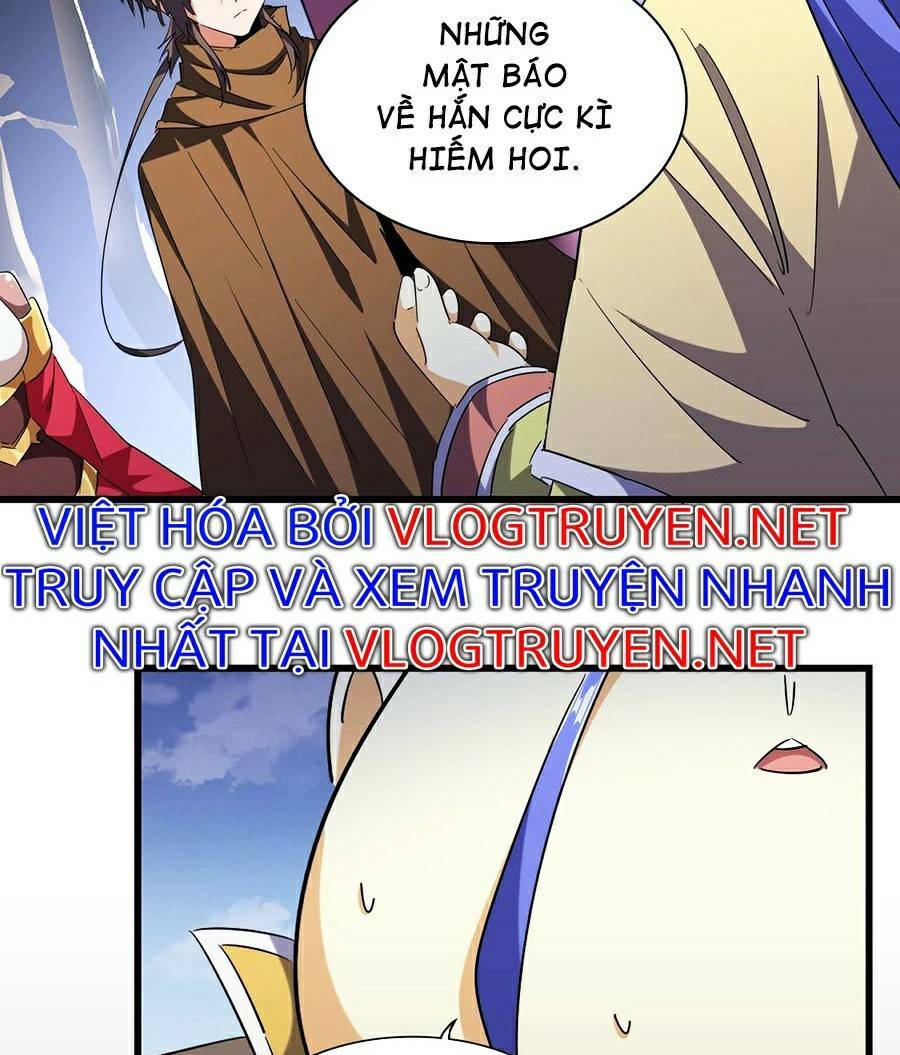 NHỮNG
MẬT BÁO
VỀ HẮN CỰC KÌ
HIẾM HOI.
VIỆT HÓA BỞI VLOGTRUYEN.NET
TRUY CẬP VÀ XEM TRUYỆN NHANH
NHẤT TẠI VLOGTRUYEN.NET